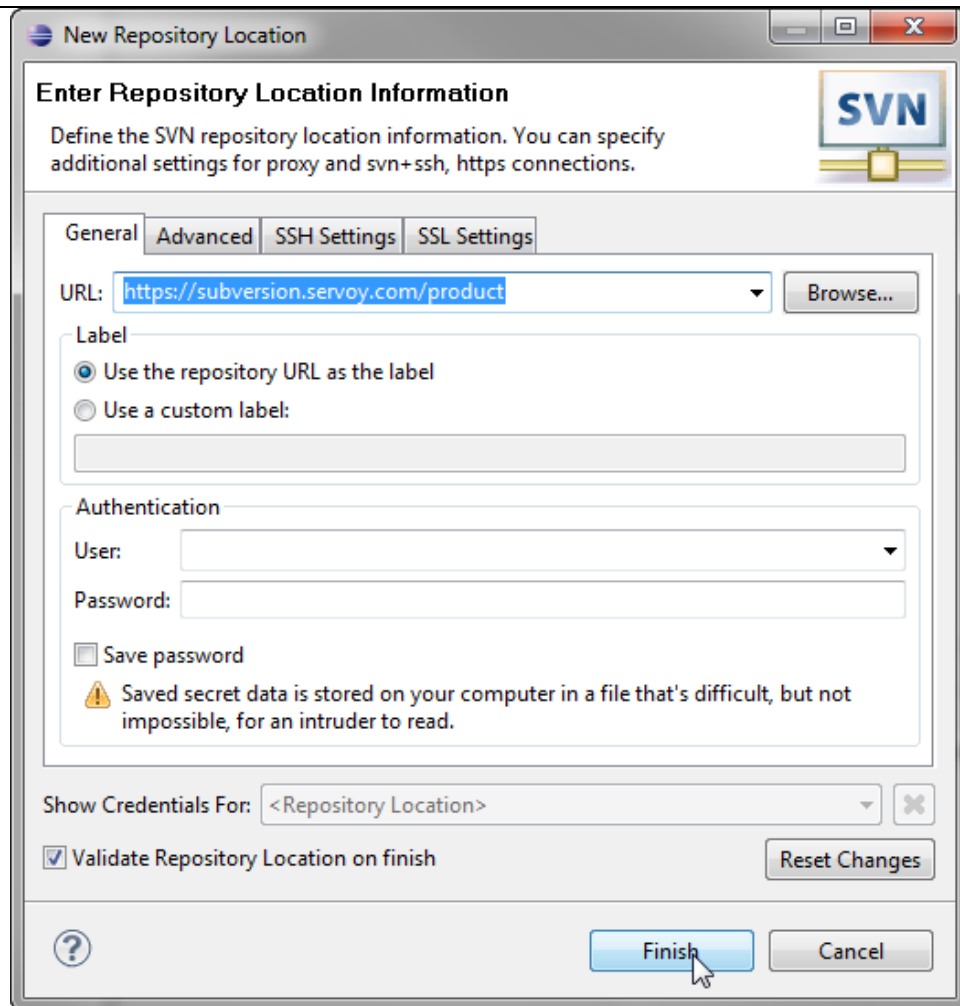 New Repository Location
Enter Repository Location Information
Define the SVN repository location information. You can specify
additional settings for proxy and svn+ssh, https connections.
SVN
General Advanced SSH Settings SSL Settings
URL: https://subversion.servoy.com/product Browse...
Label
Use the repository URL as the label
Use a custom label:
Authentication
User:
Password:
Save password
Saved secret data is stored on your computer in a file that's difficult, but not
impossible, for an intruder to read.
Show Credentials For: <Repository Location>
Validate Repository Location on finish Reset Changes
? Finish Cancel